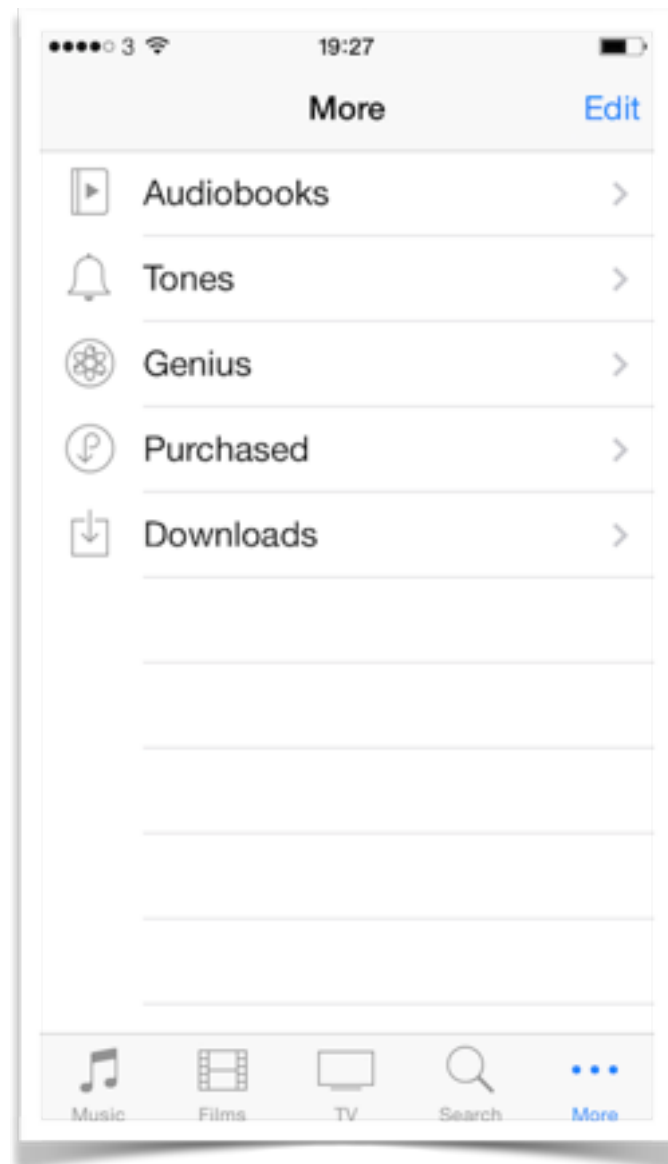 3 19:27
More Edit
Audiobooks
Tones
Genius
Purchased
Downloads
Music Films TV Search More